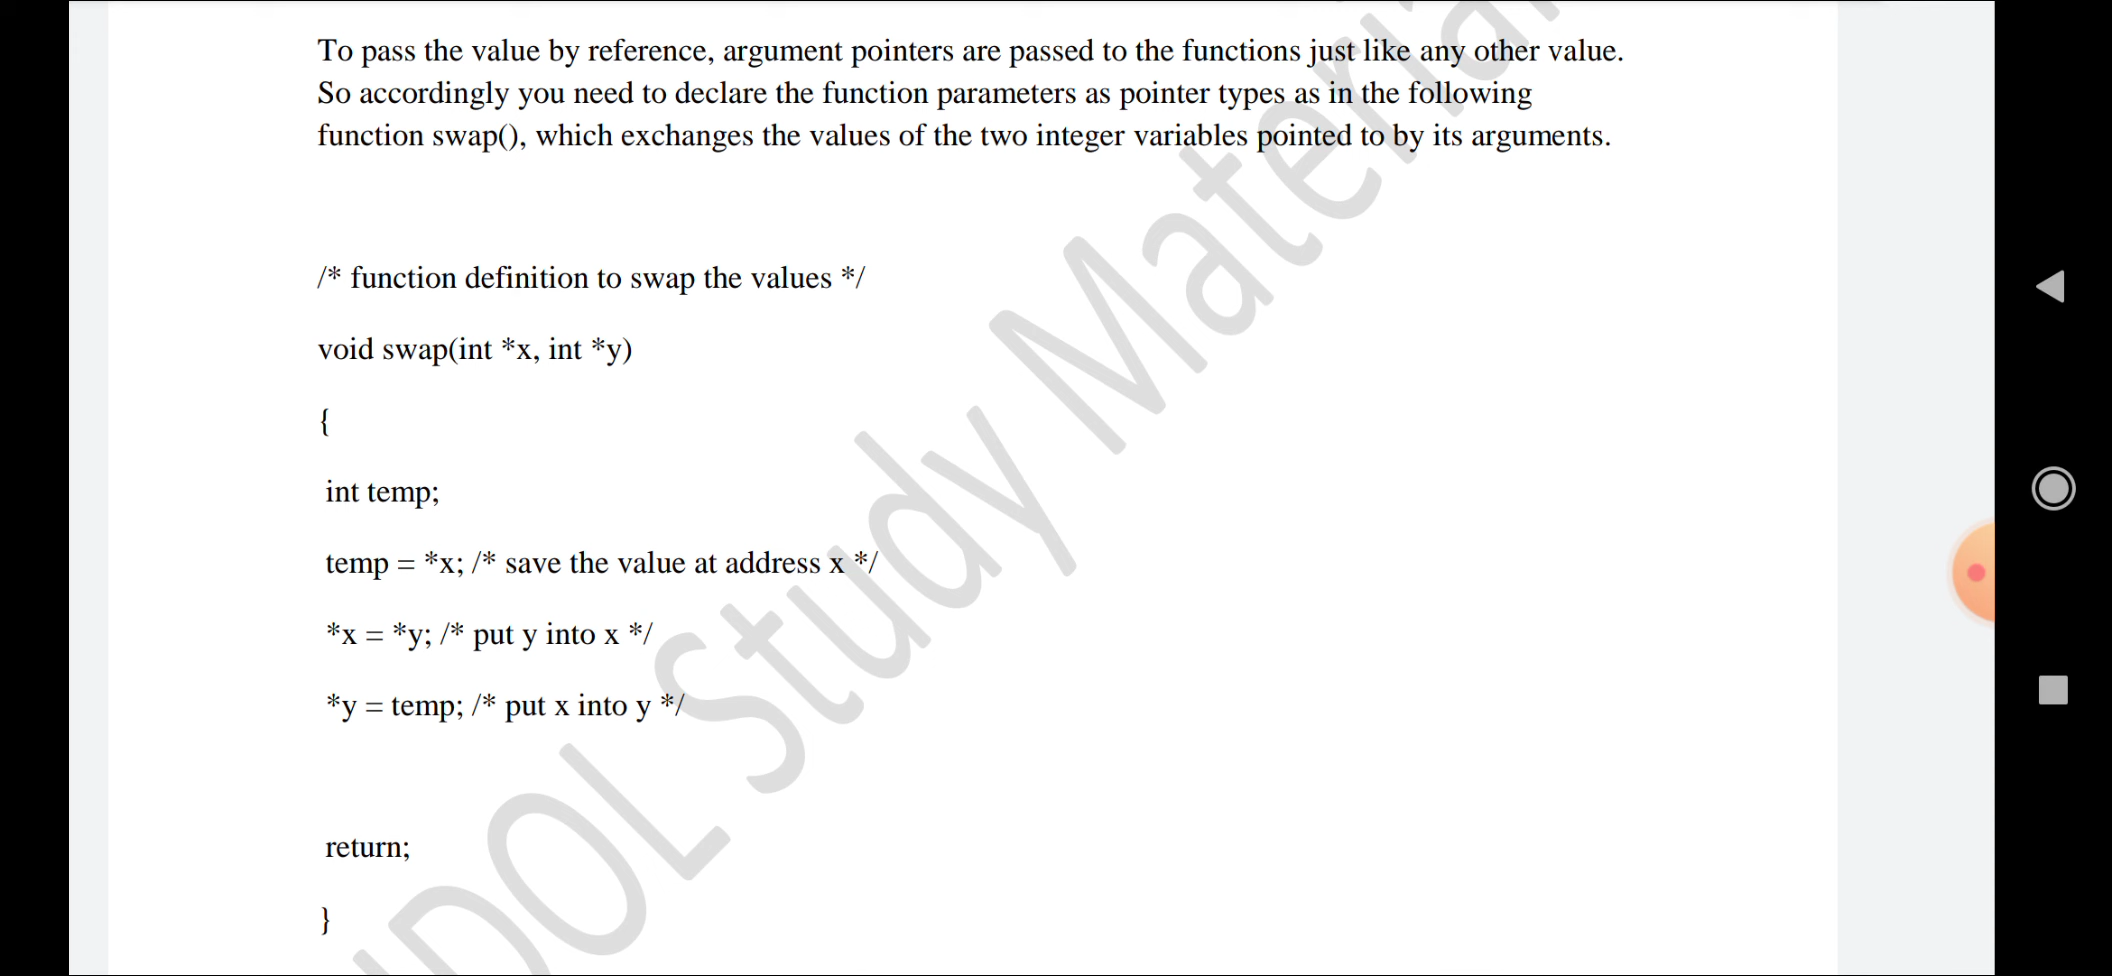 To pass the value by reference, argument pointers are passed to the functions just like any other value.
So accordingly you need to declare the function parameters as pointer types as in the following
function swap(), which exchanges the values of the two integer variables pointed to by its arguments.
/* function definition to swap the values */
void swap(int *x, int *y)
{
int temp;
temp = *x; /* save the value at address x */
*x = *y; /* put y into x */
*y = temp; /* put x into y */
return;
}
IDOL Study Material